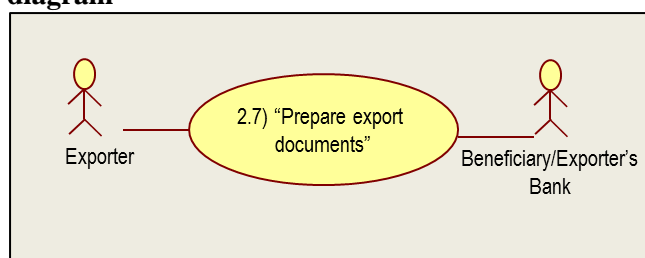 diagram
2.7) “Prepare export
documents”
Exporter
Beneficiary/Exporter’s
Bank